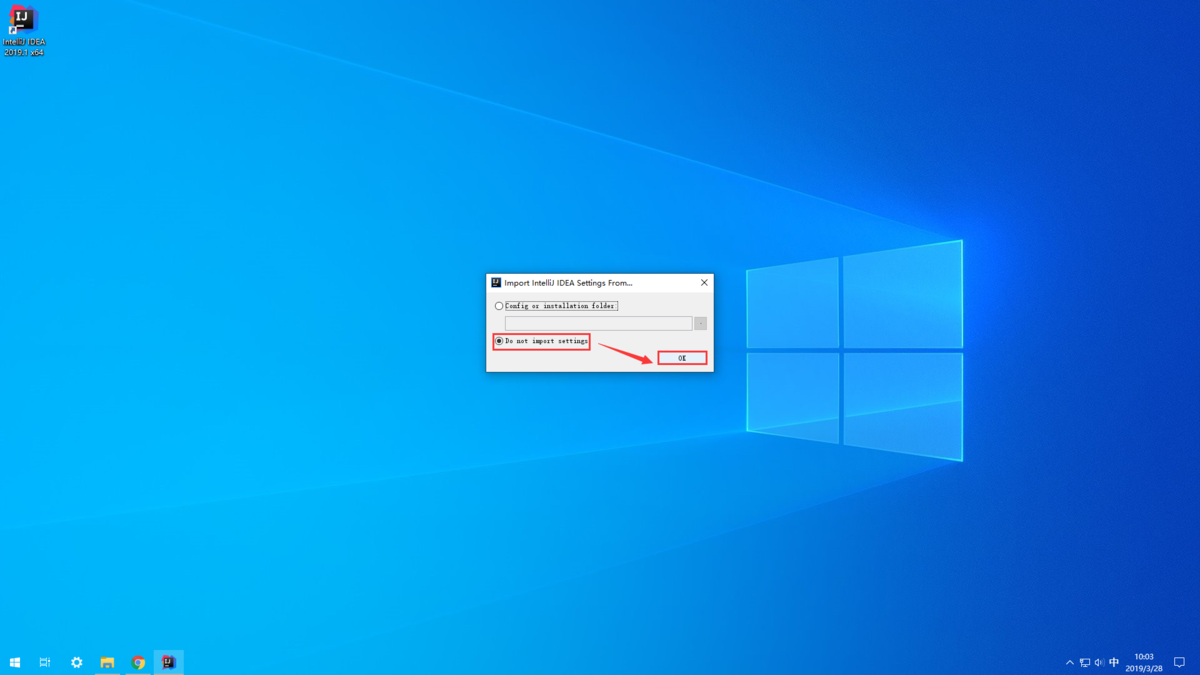 IJ
IntelliJ IDEA
2019.1 x64
Import IntelliJ IDEA Settings From...
Config or installation folder
Do not import settings
OK
中
10:03
2019/3/28